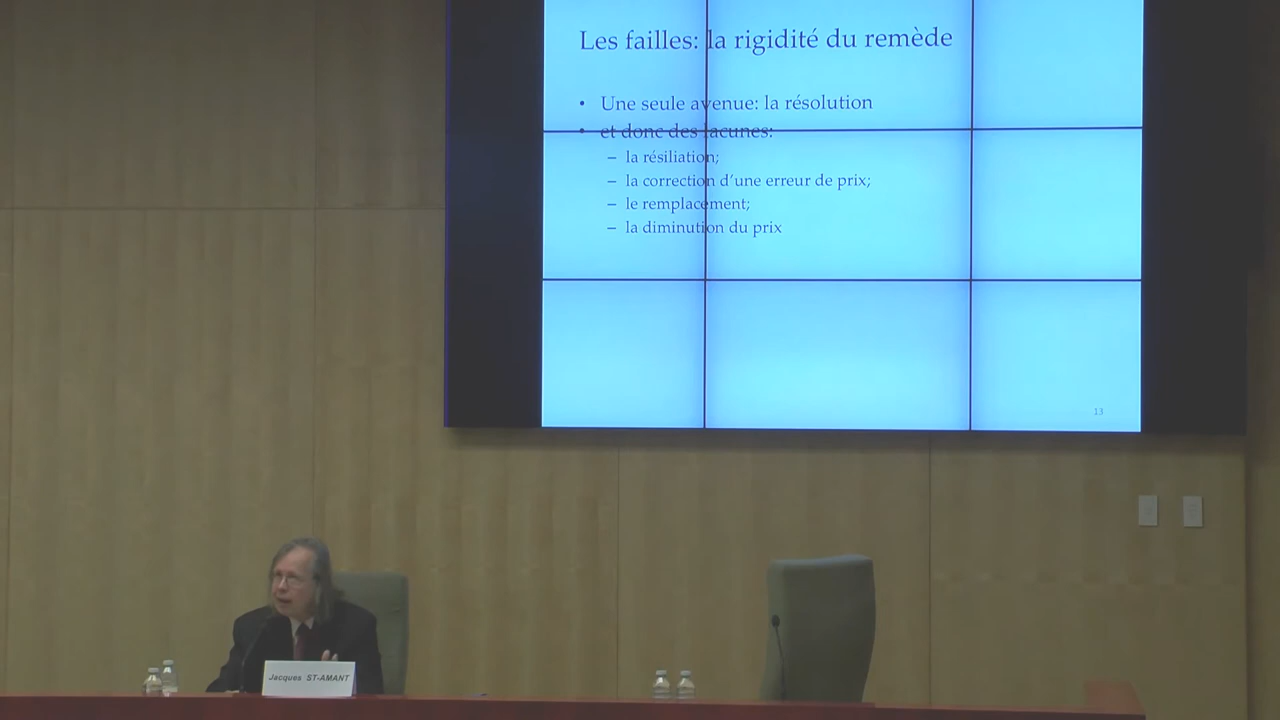 Les failles: la rigidité du remède
• Une seule avenue: la résolution
• et donc des lacunes:
– la résiliation;
– la correction d'une erreur de prix;
– le remplacement;
– la diminution du prix
13
Jacques ST-AMANT